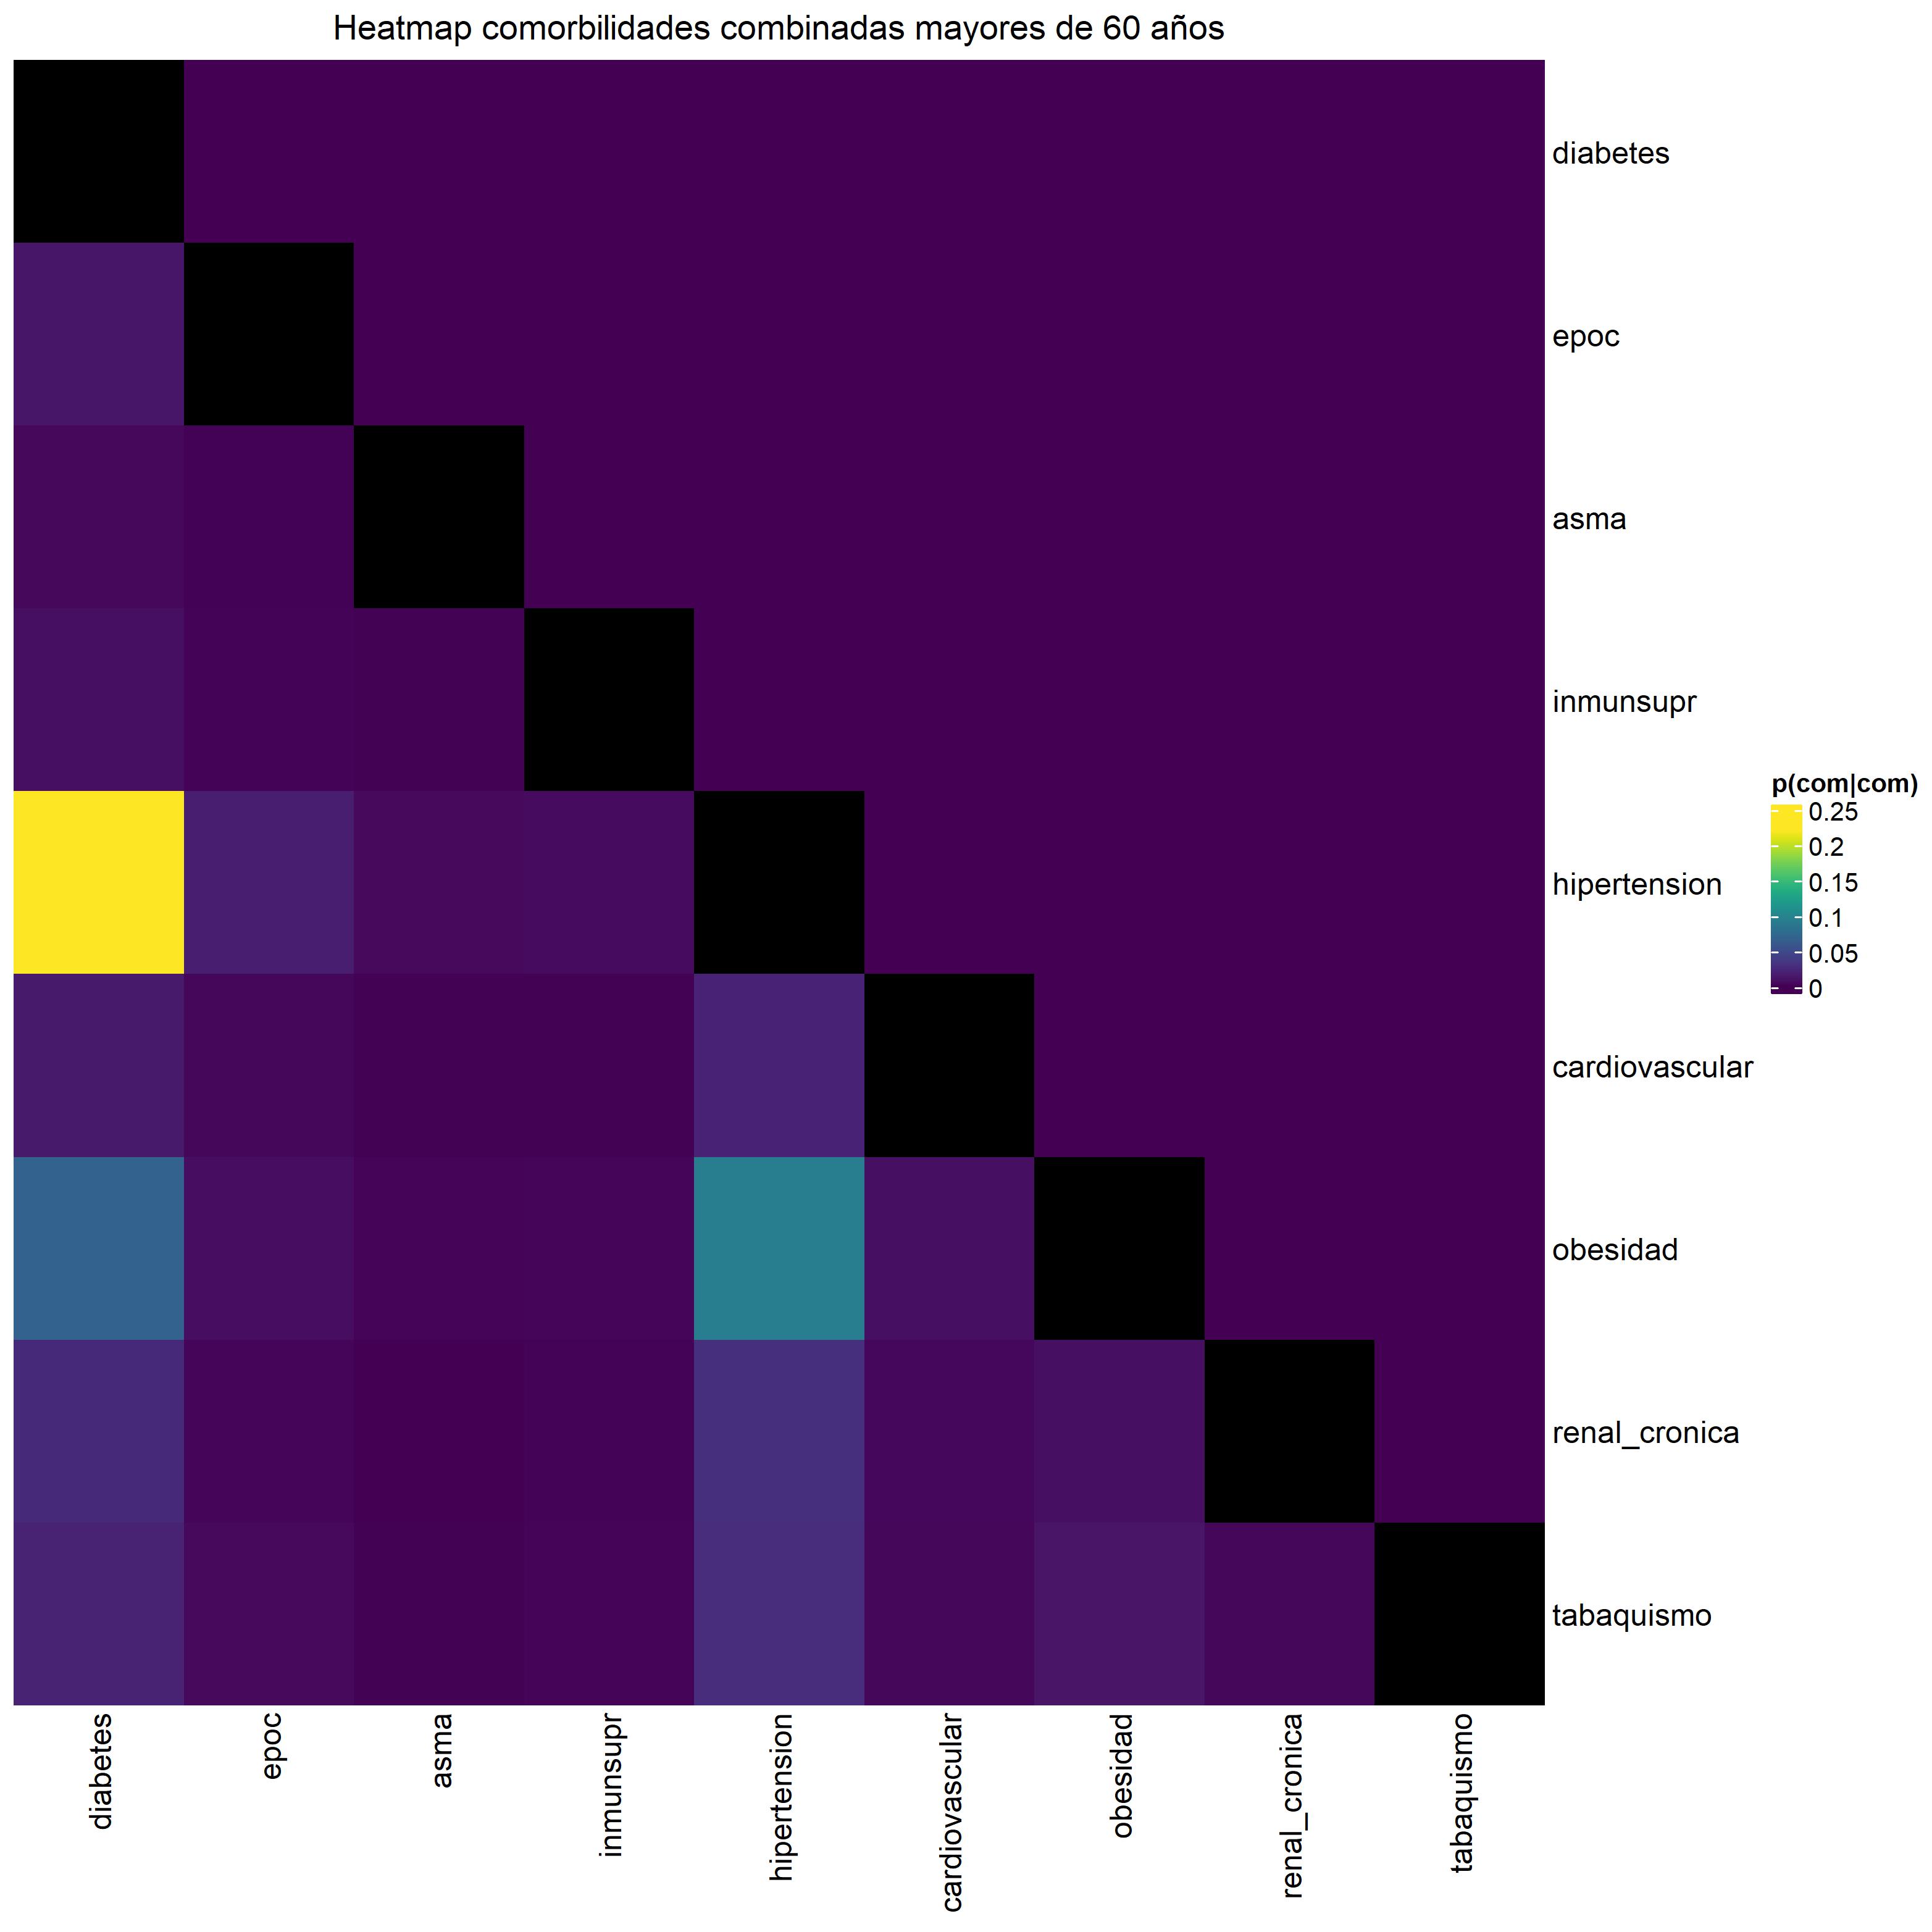 Heatmap comorbilidades combinadas mayores de 60 años
diabetes
epoc
asma
inmunsupr
hipertension
cardiovascular
obesidad
renal_cronica
tabaquismo
p(com|com)
0.25
0.2
0.15
0.1
0.05
0
diabetes
epoc
asma
inmunsupr
hipertension
cardiovascular
obesidad
renal_cronica
tabaquismo